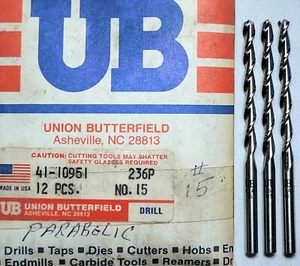 UB
UNION BUTTERFIELD
Asheville, NC 28813
CAUTION: CUTTING TOOLS MAY SHATTER
SAFETY GLASSES REQUIRED
41-10951 236P
MADE IN USA 12 PCS. NO.15
# 15
UB UNION BUTTERFIELD
ASHEVILLE, NC 28813 DRILL
PARABELIC
Drills ■ Taps ■ Dies ■ Cutters ■ Hobs ■ En
Endmills ■ Carbide Tools ■ Reamers ■ D